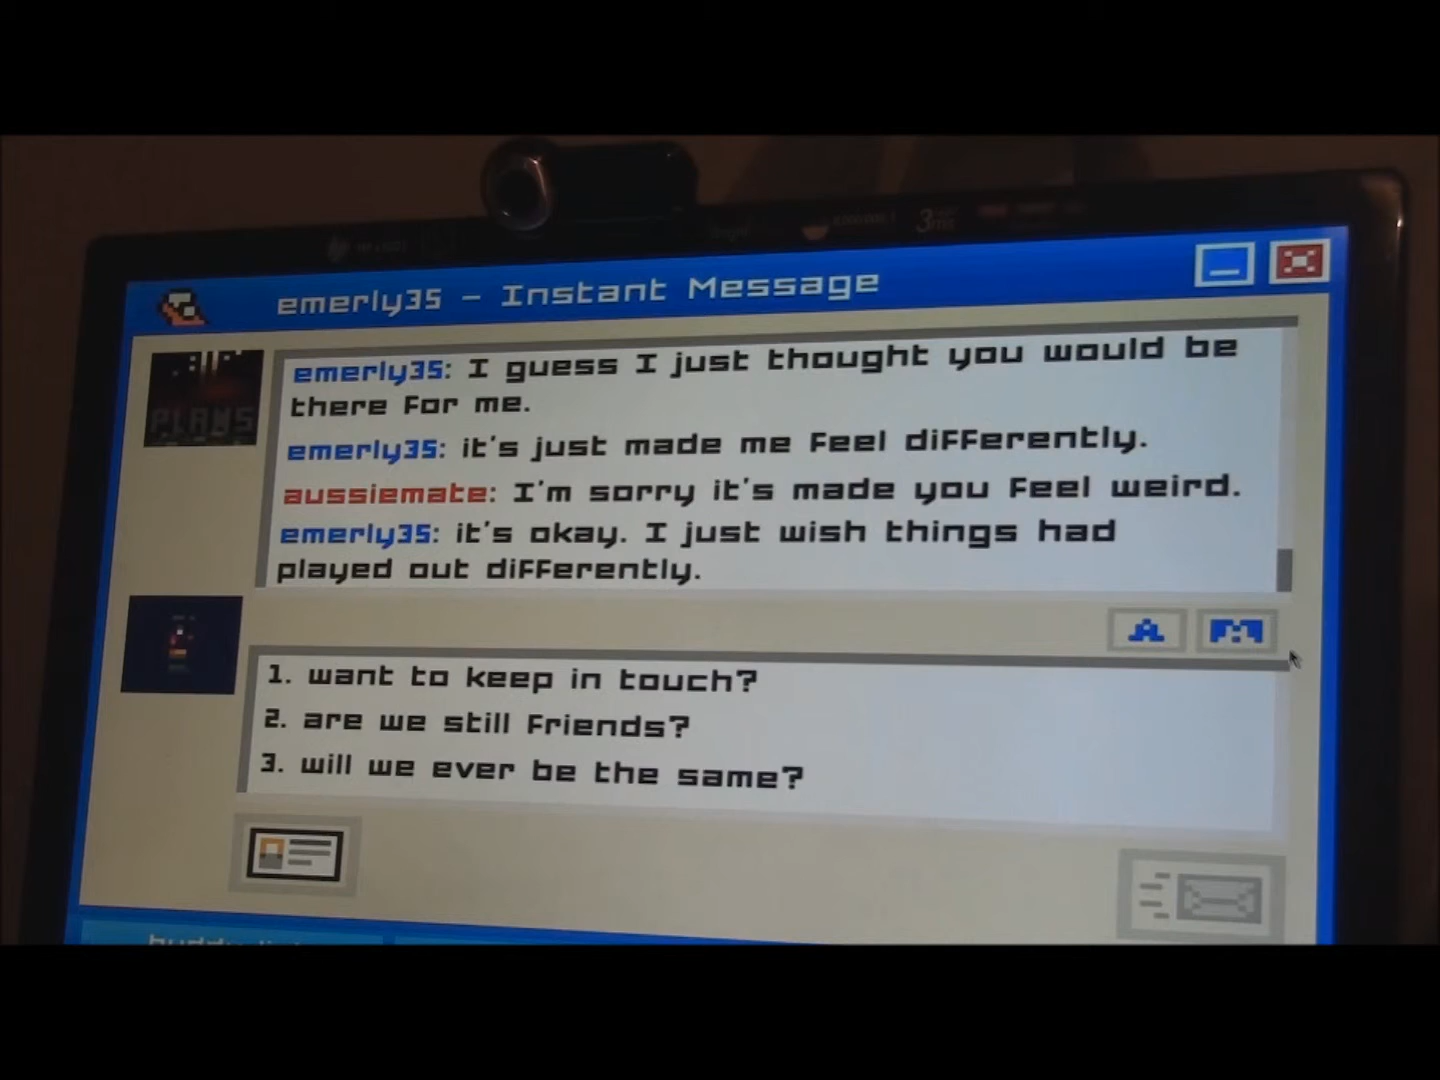 3ms
emerly35 - Instant Message
emerly35: I guess I just thought you would be
there for me.
PLAYS
emerly35: it's just made me feel differently.
aussiemate: I'm sorry it's made you feel weird.
emerly35: it's okay. I just wish things had
played out differently.
A
1. want to keep in touch?
2. are we still friends?
3. will we ever be the same?